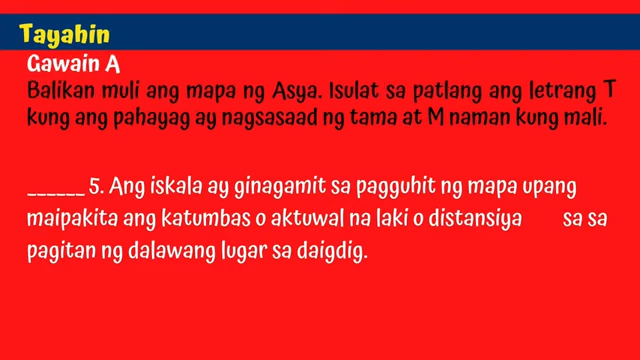 Tayahin
Gawain A
Balikan muli ang mapa ng Asya. Isulat sa patlang ang letrang T
kung ang pahayag ay nagsasaad ng tama at M naman kung mali.
______ 5. Ang iskala ay ginagamit sa pagguhit ng mapa upang
maipakita ang katumbas o aktuwal na laki o distansiya sa sa
pagitan ng dalawang lugar sa daigdig.